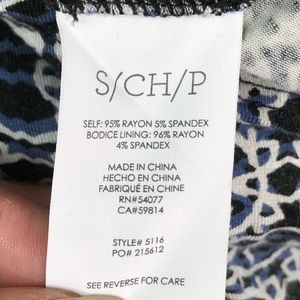 S/CH/P
SELF: 95% RAYON 5% SPANDEX
BODICE LINING: 96% RAYON
4% SPANDEX
MADE IN CHINA
HECHO EN CHINA
FABRIQUÉ EN CHINE
RN#54077
CA#59814
STYLE# 5116
PO# 215612
SEE REVERSE FOR CARE